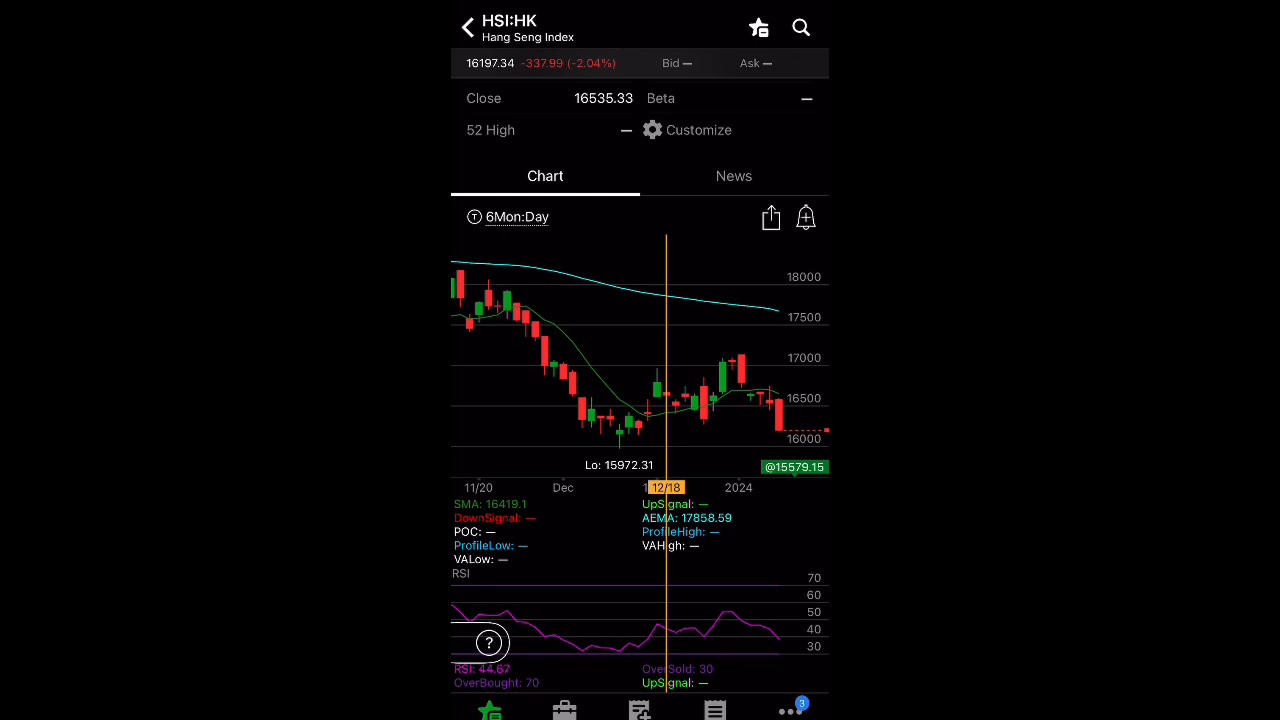 HSI:HK
Hang Seng Index
16197.34 -337.99 (-2.04%) Bid — Ask —
Close 16535.33 Beta —
52 High — Customize
Chart News
T 6Mon:Day
18000
17500
17000
16500
16000
Lo: 15972.31
@15579.15
11/20 Dec 12/18 2024
SMA: 16419.1 UpSignal: —
DownSignal: — AEMA: 17858.59
POC: — ProfileHigh: —
ProfileLow: — VAHigh: —
VALow: —
RSI
70
60
50
40
30
?
RSI: 44.67 OverSold: 30
OverBought: 70 UpSignal: —
3